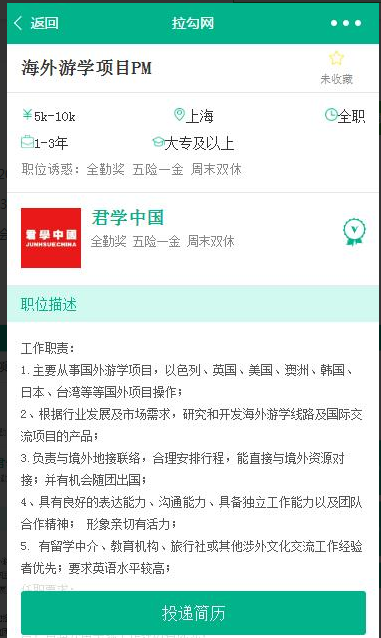 返回
拉勾网
海外游学项目PM
未收藏
5k-10k
上海
全职
1-3年
大专及以上
职位诱惑：全勤奖 五险一金 周末双休
君學中國
JUNHSUECHINA
君学中国
全勤奖 五险一金 周末双休
V
职位描述
工作职责：
1.主要从事国外游学项目，以色列、英国、美国、澳洲、韩国、
日本、台湾等等国外项目操作；
2、根据行业发展及市场需求，研究和开发海外游学线路及国际交
流项目的产品；
3.负责与境外地接联络，合理安排行程，能直接与境外资源对
接；并有机会随团出国；
4、具有良好的表达能力、沟通能力、具备独立工作能力以及团队
合作精神； 形象亲切有活力；
5. 有留学中介、教育机构、旅行社或其他涉外文化交流工作经验
者优先；要求英语水平较高；
任职要求：
投递简历